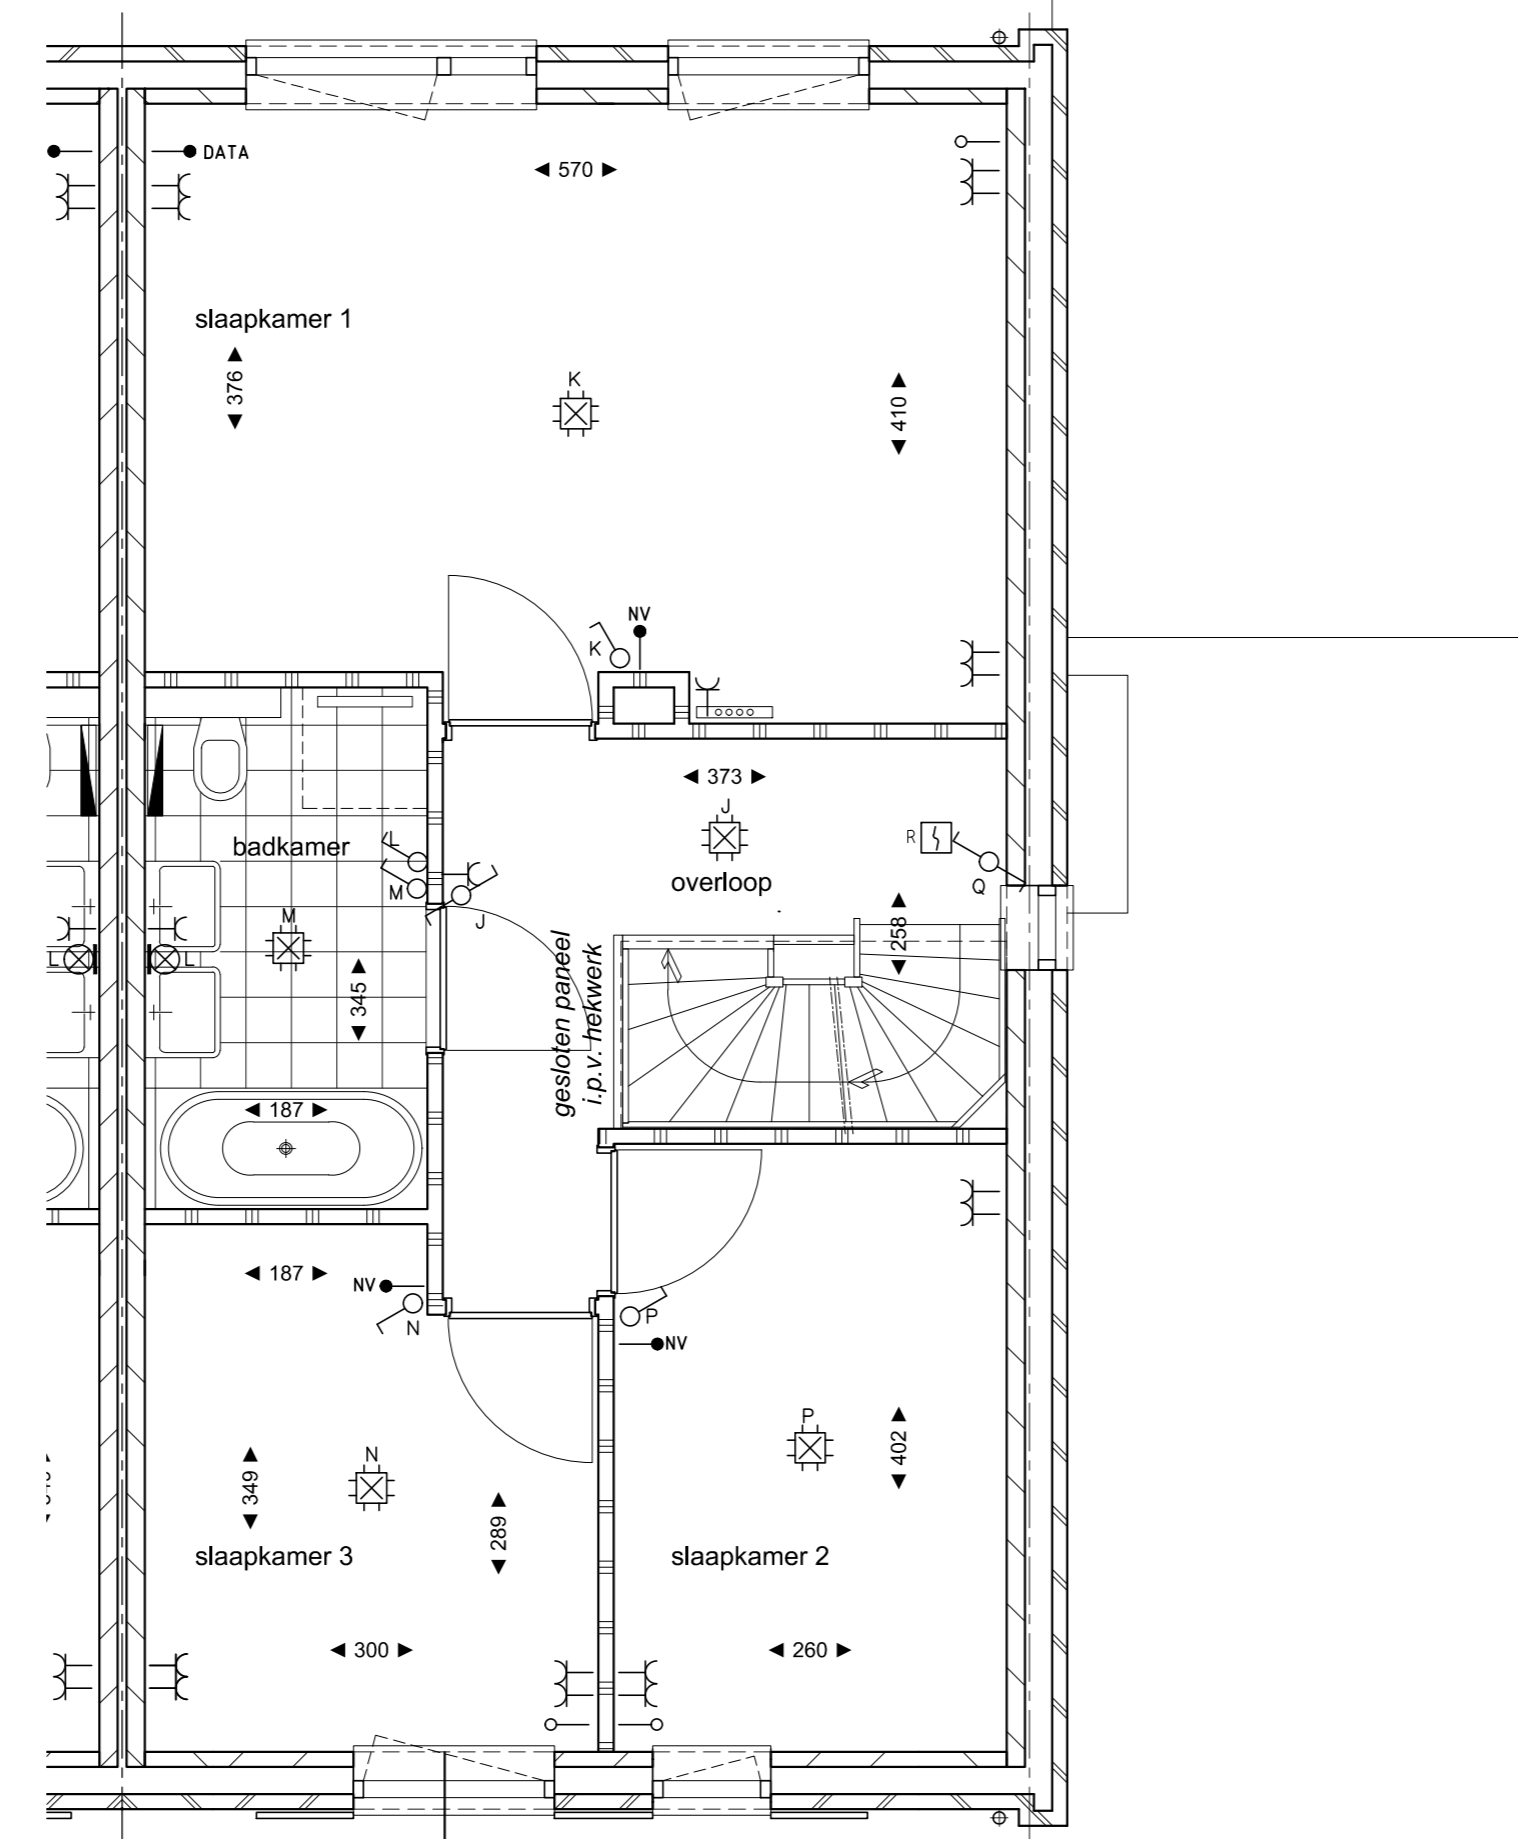 DATA
570
slaapkamer 1
376
K
410
NV
K
373
J
badkamer
L
R
overloop
M
Q
J
M
258
L
L
345
gesloten paneel
i.p.v. hekwerk
187
187
NV
N
P
NV
P
402
N
349
289
slaapkamer 3
slaapkamer 2
300
260